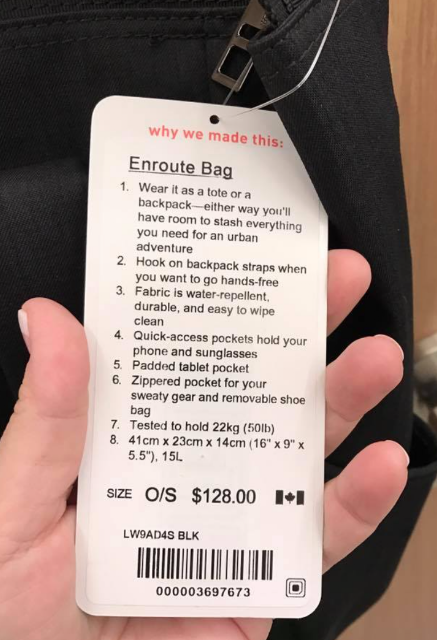 why we made this:
Enroute Bag
1. Wear it as a tote or a
backpack—either way you'll
have room to stash everything
you need for an urban
adventure
2. Hook on backpack straps when
you want to go hands-free
3. Fabric is water-repellent,
durable, and easy to wipe
clean
4. Quick-access pockets hold your
phone and sunglasses
5. Padded tablet pocket
6. Zippered pocket for your
sweaty gear and removable shoe
bag
7. Tested to hold 22kg (50lb)
8. 41cm x 23cm x 14cm (16" x 9" x
5.5"), 15L
SIZE O/S $128.00
LW9AD4S BLK
000003697673